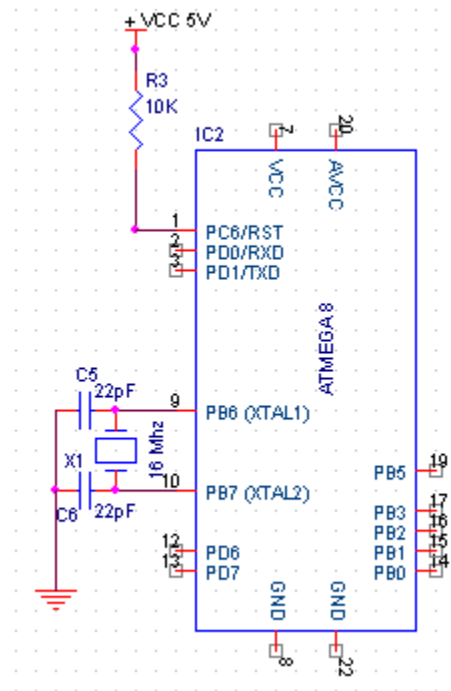 + VCC 5V
R3
10K
IC2
7
20
VCC
AVCC
1
PC6/RST
2
PD0/RXD
3
PD1/TXD
ATMEGA8
C5
22pF
9
PB6 (XTAL1)
X1
16 Mhz
10
PB7 (XTAL2)
C6
22pF
19
PB5
17
PB3
16
PB2
15
PB1
14
PB0
12
PD6
13
PD7
GND
GND
8
22